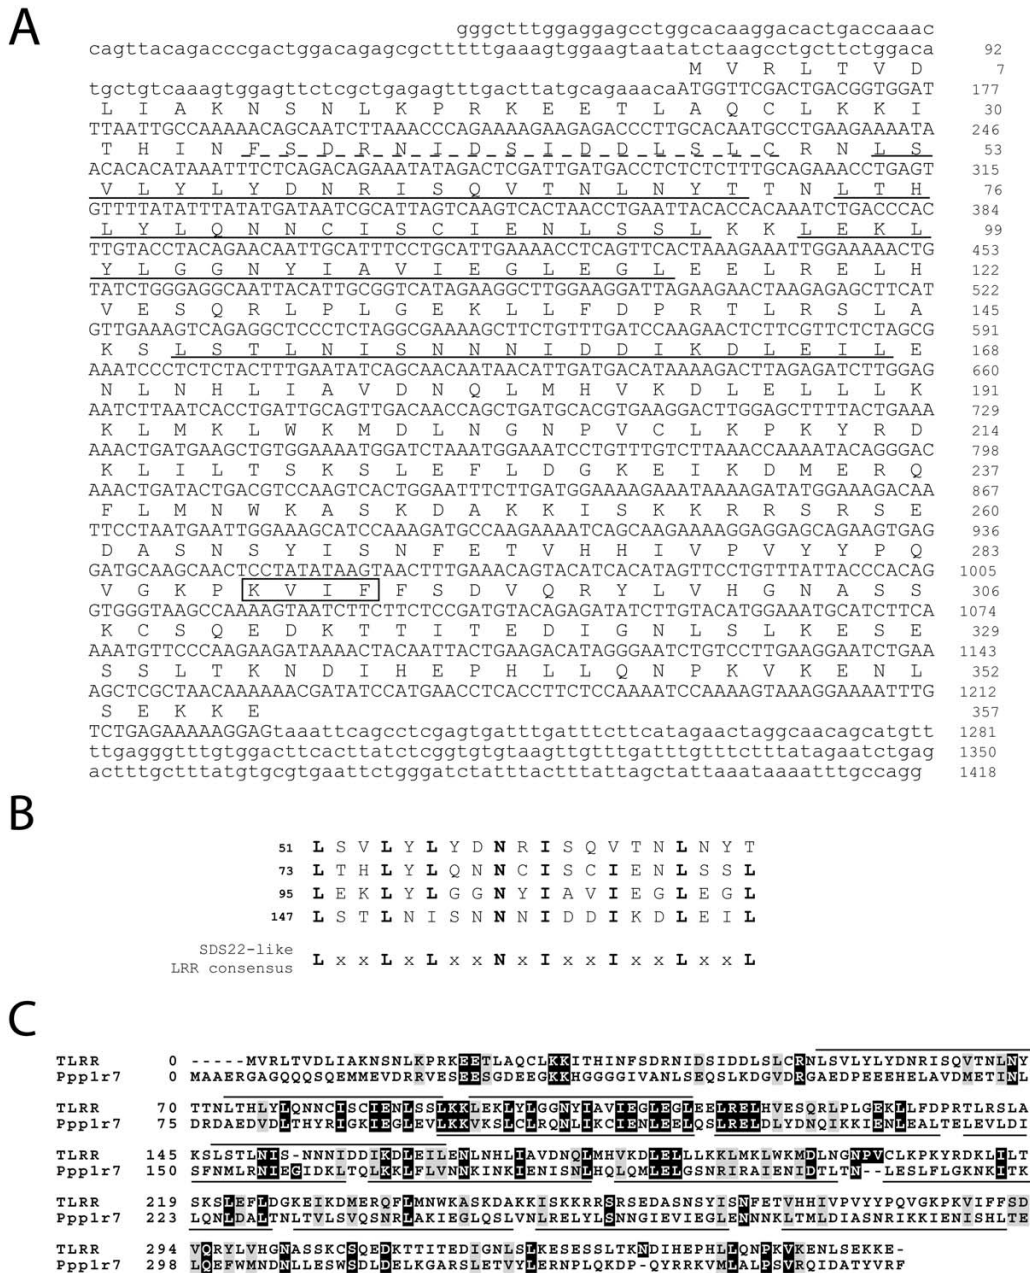 A
gggctttggaggagcctggcacaaggacactgaccaaac
cagttacagacccgactggacagagcgctttttgaaagtggaagtaatatctaagcctgcttctggaca 92
M V R L T V D 7
tgctgtcaaagtggagttctcgctgagagtttgacttatgcagaaacaATGGTTCGACTGACGGTGGAT 177
L I A K N S N L K P R K E E T L A Q C L K K I 30
TTAATTGCCAAAAACAGCAATCTTAAACCCAGAAAAGAAGAGACCCTTGCACAATGCCTGAAGAAAATA 246
T H I N F S D R N I D S I D D L S L C R N L S 53
ACACACATAAATTTCTCAGACAGAAATATAGACTCGATTGATGACCTCTCTCTTTGCAGAAACCTGAGT 315
V L Y L Y D N R I S Q V T N L N Y T T N L T H 76
GTTTTATATTTATATGATAATCGCATTAGTCAAGTCACTAACCTGAATTACACCACAAATCTGACCCAC 384
L Y L Q N N C I S C I E N L S S L K K L E K L 99
TTGTACCTACAGAACAATTGCATTTCCTGCATTGAAAACCTCAGTTCACTAAAGAAATTGGAAAAACTG 453
Y L G G N Y I A V I E G L E G L E E L R E L H 122
TATCTGGGAGGCAATTACATTGCGGTCATAGAAGGCTTGGAAGGATTAGAAGAACTAAGAGAGCTTCAT 522
V E S Q R L P L G E K L L F D P R T L R S L A 145
GTTGAAAGTCAGAGGCTCCCTCTAGGCGAAAAGCTTCTGTTTGATCCAAGAACTCTTCGTTCTCTAGCG 591
K S L S T L N I S N N N I D D I K D L E I L E 168
AAATCCCTCTCTACTTTGAATATCAGCAACAATAACATTGATGACATAAAAGACTTAGAGATCTTGGAG 660
N L N H L I A V D N Q L M H V K D L E L L L K 191
AATCTTAATCACCTGATTGCAGTTGACAACCAGCTGATGCACGTGAAGGACTTGGAGCTTTTACTGAAA 729
K L M K L W K M D L N G N P V C L K P K Y R D 214
AAACTGATGAAGCTGTGGAAAATGGATCTAAATGGAAATCCTGTTTGTCTTAAACCAAAATACAGGGAC 798
K L I L T S K S L E F L D G K E I K D M E R Q 237
AAACTGATACTGACGTCCAAGTCACTGGAATTTCTTGATGGAAAAGAAATAAAAGATATGGAAAGACAA 867
F L M N W K A S K D A K K I S K K R R S R S E 260
TTCCTAATGAATTGGAAAGCATCCAAAGATGCCAAGAAAATCAGCAAGAAAAGGAGGAGCAGAAGTGAG 936
D A S N S Y I S N F E T V H H I V P V Y Y P Q 283
GATGCAAGCAACTCCTATATAAGTAACTTTGAAACAGTACATCACATAGTTCCTGTTTATTACCCACAG 1005
V G K P K V I F F S D V Q R Y L V H G N A S S 306
GTGGGTAAGCCAAAAGTAATCTTCTTCTCCGATGTACAGAGATATCTTGTACATGGAAATGCATCTTCA 1074
K C S Q E D K T T I T E D I G N L S L K E S E 329
AAATGTTCCCAAGAAGATAAAACTACAATTACTGAAGACATAGGGAATCTGTCCTTGAAGGAATCTGAA 1143
S S L T K N D I H E P H L L Q N P K V K E N L 352
AGCTCGCTAACAAAAAACGATATCCATGAACCTCACCTTCTCCAAAATCCAAAAGTAAAGGAAAATTTG 1212
S E K K E 357
TCTGAGAAAAAGGAGtaaattcagcctcgagtgatttgatttcttcatagaactaggcaacagcatgtt 1281
ttgagggtttgtggacttcacttatctcggtgtgtaagttgtttgatttgtttctttatagaatctgag 1350
actttgctttatgtgcgtgaattctgggatctatttactttattagctattaaataaaatttgccagg 1418
B
51 L S V L Y L Y D N R I S Q V T N L N Y T
73 L T H L Y L Q N N C I S C I E N L S S L
95 L E K L Y L G G N Y I A V I E G L E G L
147 L S T L N I S N N N I D D I K D L E I L
SDS22-like
LRR consensus L x x L x L x x N x I x x I x x L x x L
C
TLRR 0 -----MVRLTVDLIAKNSNLKPRKEETLAQCLKKITHINFSDRNIDSIDDLSLCRNLSVLYLYDNRISQVTNLNY
Ppp1r7 0 MAAERGAGQQQSQEMMEVDRRVESEESGDEEGKKHGGGGIVANLSEQSLKDGVDRGAEDPEEEHELAVDMETINL
TLRR 70 TTNLTHLYLQNNCISCIENLSSLKKLEKLYLGGNYIAVIEGLEGLEELRELHVESQRLPLGEKLLFDPRTLRSLA
Ppp1r7 75 DRDAEDVDLTHYRIGKIEGLEVLKKVKSLCLRQNLIKCIENLEELQSLRELDLYDNQIKKIENLEALTELEVLDI
TLRR 145 KSLSTLNIS-NNNIDDIKDLEILENLNHLIAVDNQLMHVKDLELLLKKLMKLWKMDLNGNPVCLKPKYRDKLILT
Ppp1r7 150 SFNMLRNIEGIDKLTQLKKLFLVNNKINKIENISNLHQLQMLELGSNRIRAIENIDTLTN--LESLFLGKNKITK
TLRR 219 SKSLEFLDGKEIKDMERQFLMNWKASKDAKKISKKRRSRSEDASNSYISNFETVHHIVPVYYPQVGKPKVIFFSD
Ppp1r7 223 LQNLDALTNLTVLSVQSNRLAKIEGLQSLVNLRELYLSNNGIEVIEGLENNNKLTMLDIASNRIKKIENISHLTE
TLRR 294 VQRYLVHGNASSKCSQEDKTTITEDIGNLSLKESESSLTKNDIHEPHLLQNPKVKENLSEKKE-
Ppp1r7 298 LQEFWMNDNLLESWSDLDELKGARSLETVYLERNPLQKDP-QYRRKVMLALPSVRQIDATYVRF